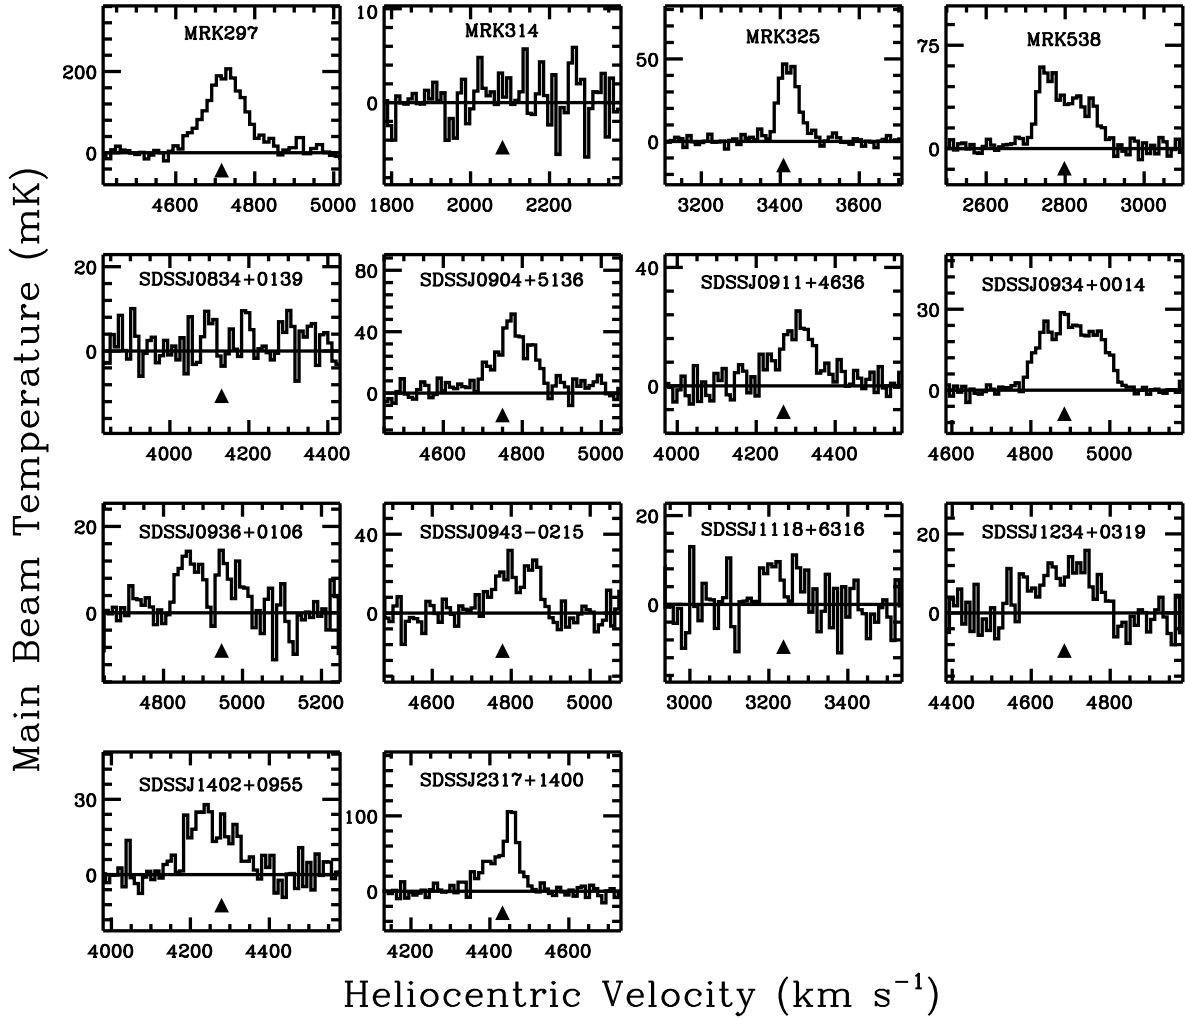 MRK297
MRK314
MRK325
MRK538
200
0
10
0
50
0
75
0
4600 4800 5000
1800 2000 2200
3200 3400 3600
2600 2800 3000
SDSSJ0834+0139
SDSSJ0904+5136
SDSSJ0911+4636
SDSSJ0934+0014
20
0
80
40
0
40
0
30
0
4000 4200 4400
4600 4800 5000
4000 4200 4400
4600 4800 5000
SDSSJ0936+0106
SDSSJ0943-0215
SDSSJ1118+6316
SDSSJ1234+0319
20
0
40
0
20
0
20
0
4800 5000 5200
4600 4800 5000
3000 3200 3400
4400 4600 4800
SDSSJ1402+0955
SDSSJ2317+1400
30
0
100
0
4000 4200 4400
4200 4400 4600
Main Beam Temperature (mK)
Heliocentric Velocity (km s⁻¹)